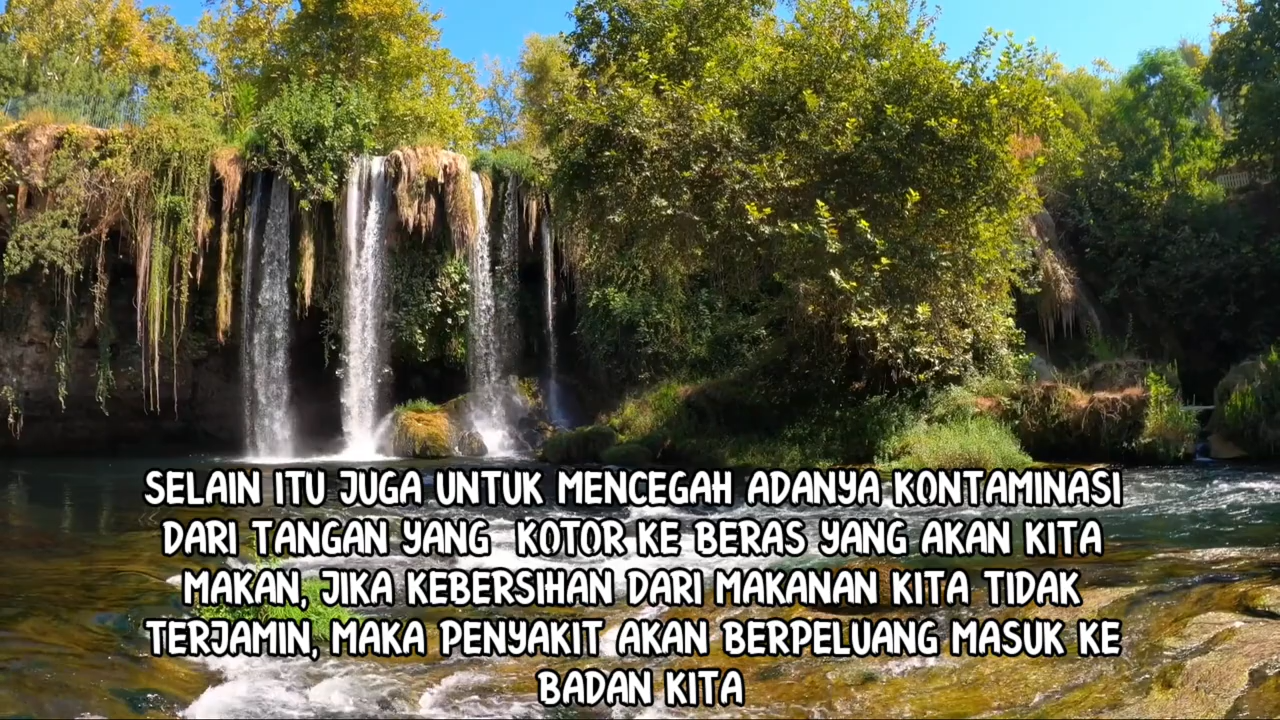 SELAIN ITU JUGA UNTUK MENCEGAH ADANYA KONTAMINASI
DARI TANGAN YANG  KOTOR KE BERAS YANG AKAN KITA
MAKAN, JIKA KEBERSIHAN DARI MAKANAN KITA TIDAK
TERJAMIN, MAKA PENYAKIT AKAN BERPELUANG MASUK KE
BADAN KITA